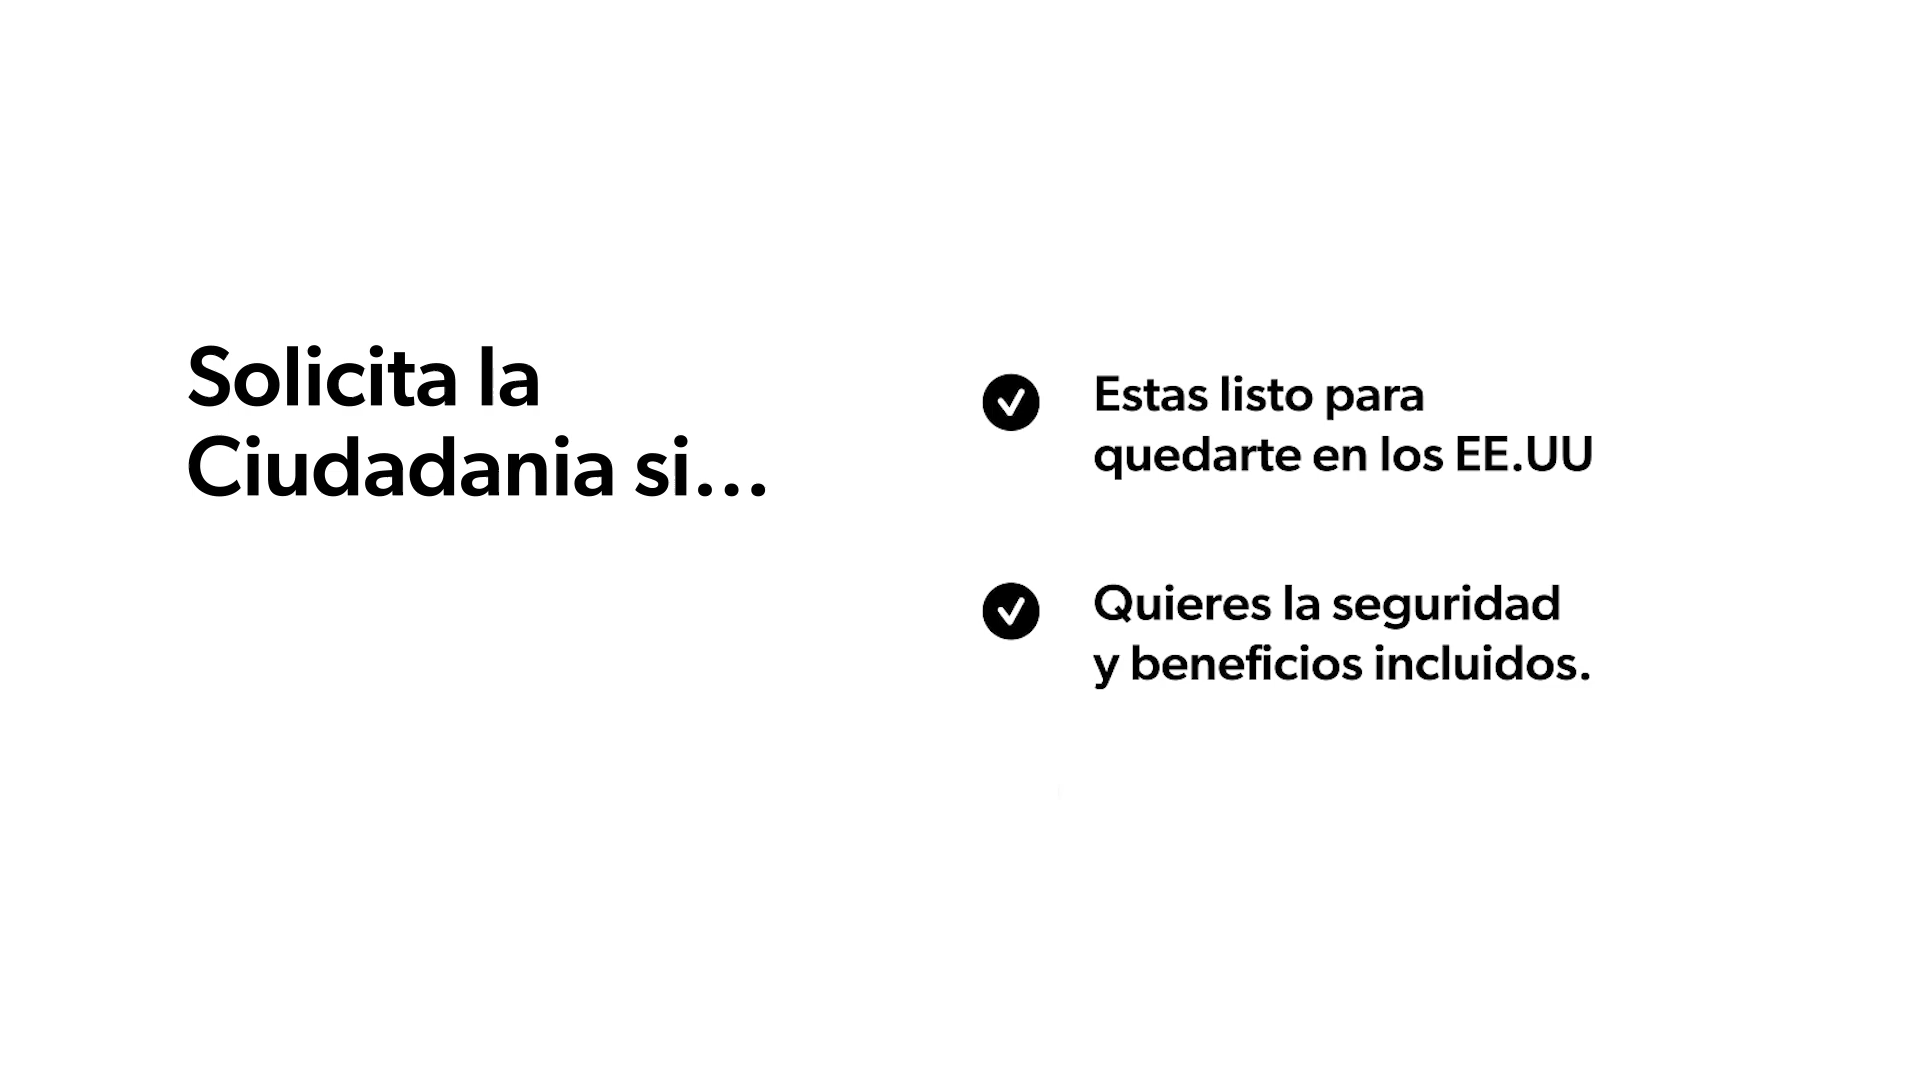 Solicita la
Ciudadania si...
Estas listo para
quedarte en los EE.UU
Quieres la seguridad
y beneficios incluidos.